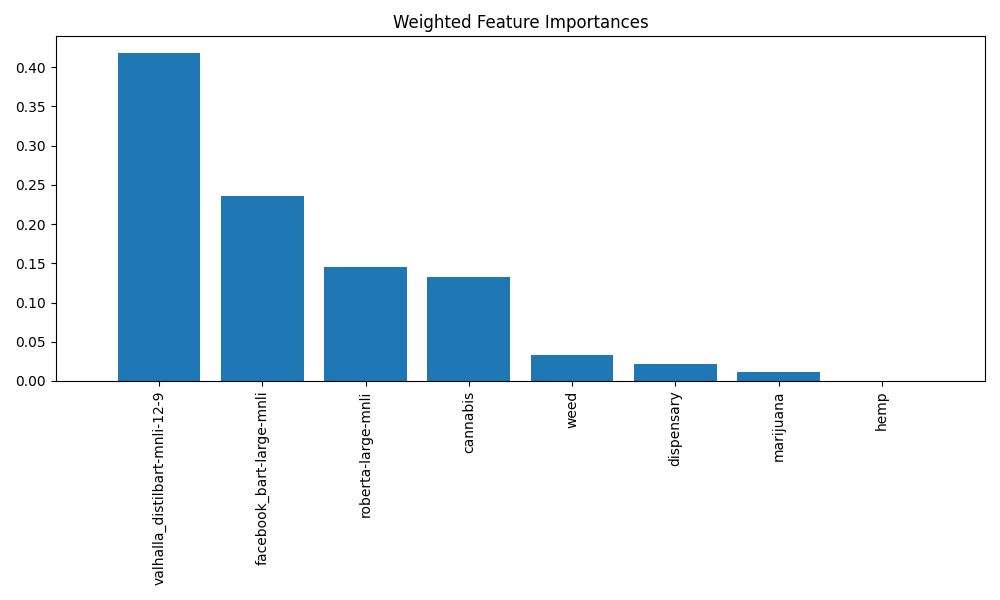 Weighted Feature Importances
0.40
0.35
0.30
0.25
0.20
0.15
0.10
0.05
0.00
valhalla_distilbart-mnli-12-9
facebook_bart-large-mnli
roberta-large-mnli
cannabis
weed
dispensary
marijuana
hemp